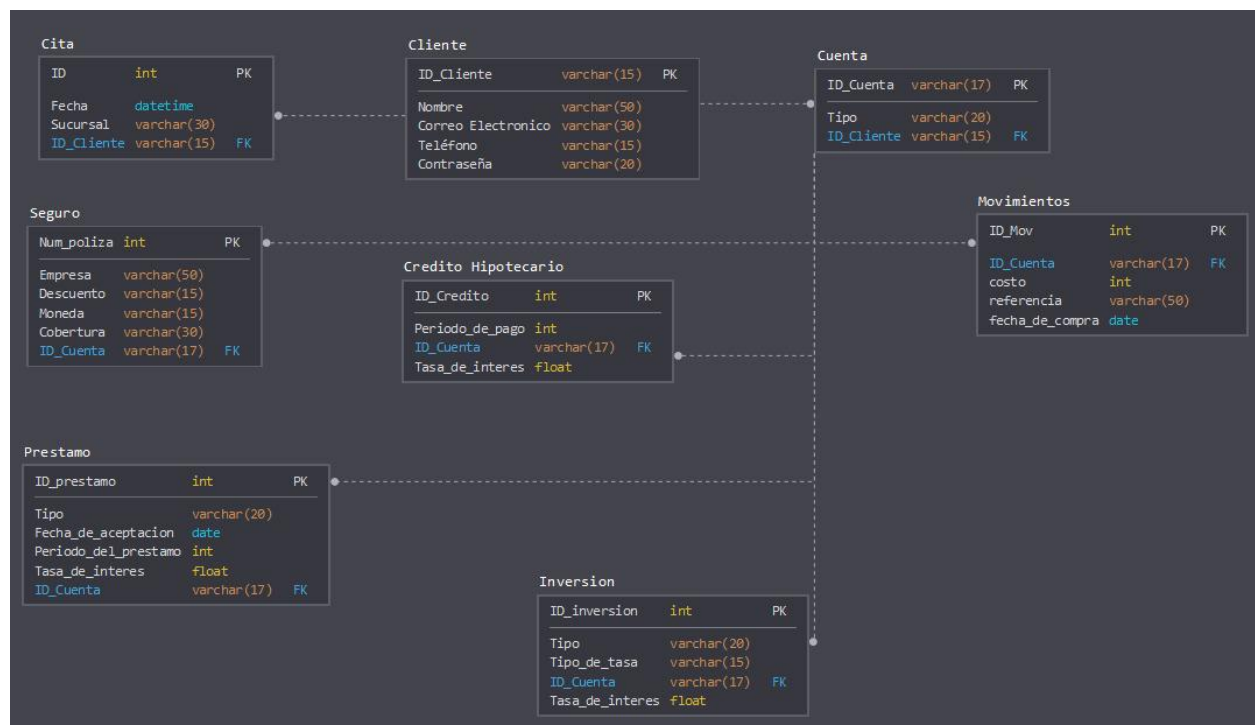 Cita
ID int PK
Fecha datetime
Sucursal varchar(30)
ID_Cliente varchar(15) FK
Cliente
ID_Cliente varchar(15) PK
Nombre varchar(50)
Correo Electronico varchar(30)
Teléfono varchar(15)
Contraseña varchar(20)
Cuenta
ID_Cuenta varchar(17) PK
Tipo varchar(20)
ID_Cliente varchar(15) FK
Seguro
Num_poliza int PK
Empresa varchar(50)
Descuento varchar(15)
Moneda varchar(15)
Cobertura varchar(30)
ID_Cuenta varchar(17) FK
Credito Hipotecario
ID_Credito int PK
Periodo_de_pago int
ID_Cuenta varchar(17) FK
Tasa_de_interes float
Movimientos
ID_Mov int PK
ID_Cuenta varchar(17) FK
costo int
referencia varchar(50)
fecha_de_compra date
Prestamo
ID_prestamo int PK
Tipo varchar(20)
Fecha_de_aceptacion date
Periodo_del_prestamo int
Tasa_de_interes float
ID_Cuenta varchar(17) FK
Inversion
ID_inversion int PK
Tipo varchar(20)
Tipo_de_tasa varchar(15)
ID_Cuenta varchar(17) FK
Tasa_de_interes float